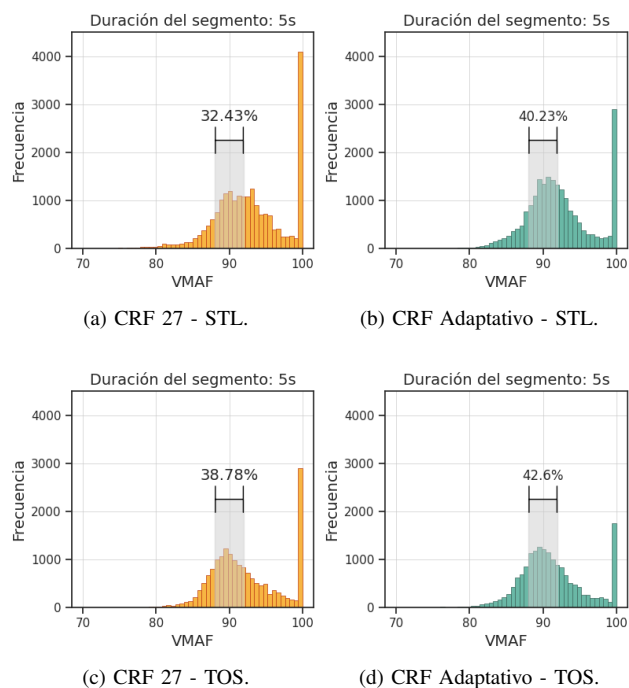 Duración del segmento: 5s
Frecuencia
4000
3000
2000
1000
0
32.43%
70
80
90
100
VMAF
(a) CRF 27 - STL.
Duración del segmento: 5s
Frecuencia
4000
3000
2000
1000
0
40.23%
70
80
90
100
VMAF
(b) CRF Adaptativo - STL.
Duración del segmento: 5s
Frecuencia
4000
3000
2000
1000
0
38.78%
70
80
90
100
VMAF
(c) CRF 27 - TOS.
Duración del segmento: 5s
Frecuencia
4000
3000
2000
1000
0
42.6%
70
80
90
100
VMAF
(d) CRF Adaptativo - TOS.